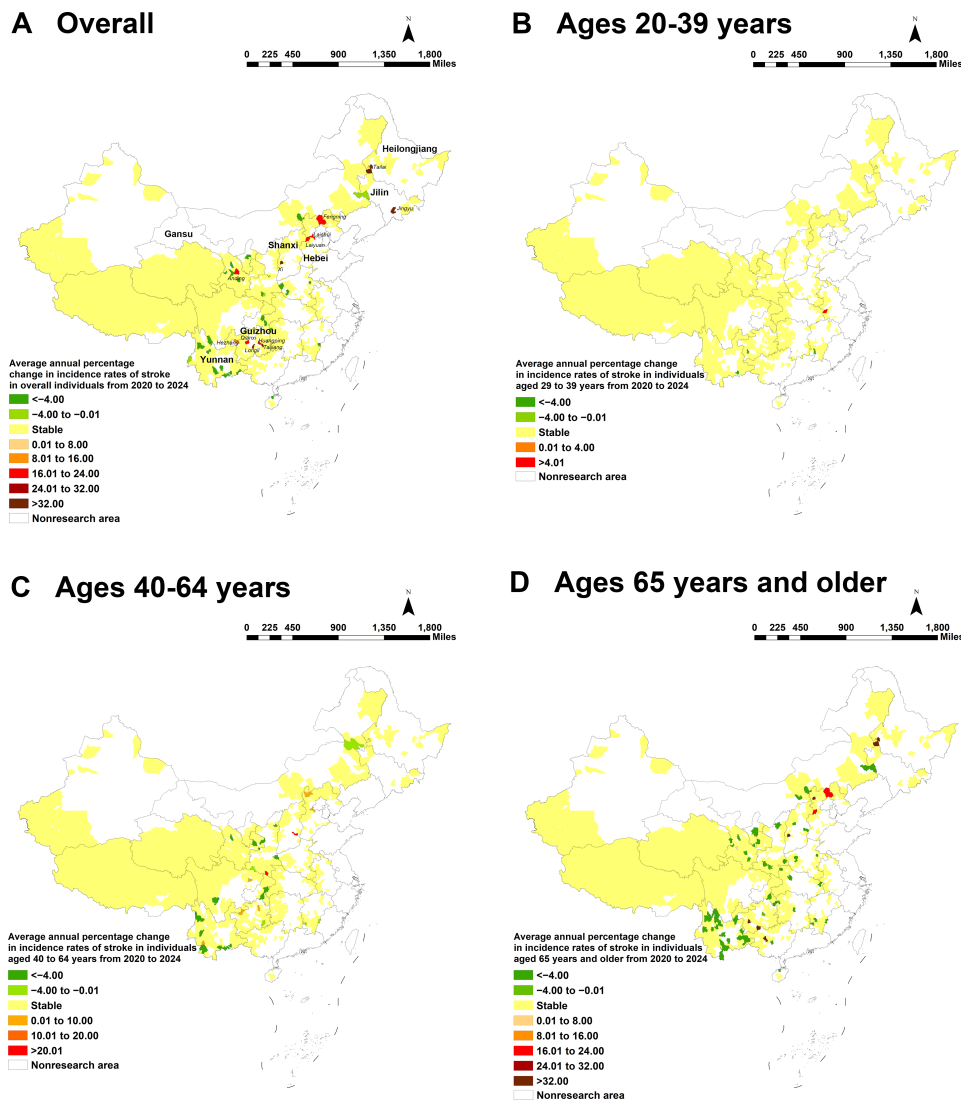 A Overall
N
0 225 450 900 1,350 1,800
Miles
Heilongjiang
Tailai
Jilin
Jingyu
Fengning
Gansu
Laishui
Shanxi
Laiyuan
Hebei
Xi
Anding
Guizhou
Qianxi
Hezhang
Huangping
Longli
Taijiang
Yunnan
Average annual percentage
change in incidence rates of stroke
in overall individuals from 2020 to 2024
<−4.00
−4.00 to −0.01
Stable
0.01 to 8.00
8.01 to 16.00
16.01 to 24.00
24.01 to 32.00
>32.00
Nonresearch area
B Ages 20-39 years
N
0 225 450 900 1,350 1,800
Miles
Average annual percentage
change in incidence rates of stroke in individuals
aged 29 to 39 years from 2020 to 2024
<−4.00
−4.00 to −0.01
Stable
0.01 to 4.00
>4.01
Nonresearch area
C Ages 40-64 years
N
0 225 450 900 1,350 1,800
Miles
Average annual percentage change
in incidence rates of stroke in individuals
aged 40 to 64 years from 2020 to 2024
<−4.00
−4.00 to −0.01
Stable
0.01 to 10.00
10.01 to 20.00
>20.01
Nonresearch area
D Ages 65 years and older
N
0 225 450 900 1,350 1,800
Miles
Average annual percentage change
in incidence rates of stroke in individuals
aged 65 years and older from 2020 to 2024
<−4.00
−4.00 to −0.01
Stable
0.01 to 8.00
8.01 to 16.00
16.01 to 24.00
24.01 to 32.00
>32.00
Nonresearch area